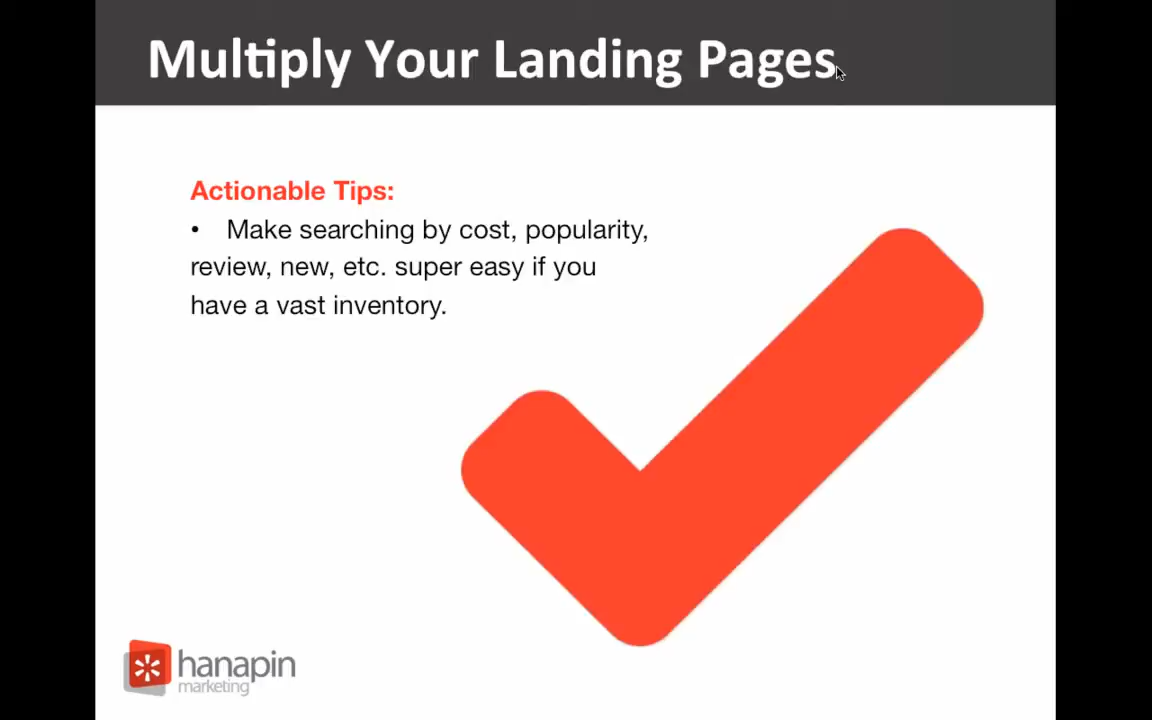 Multiply Your Landing Pages
Actionable Tips:
• Make searching by cost, popularity,
review, new, etc. super easy if you
have a vast inventory.
hanapin
marketing